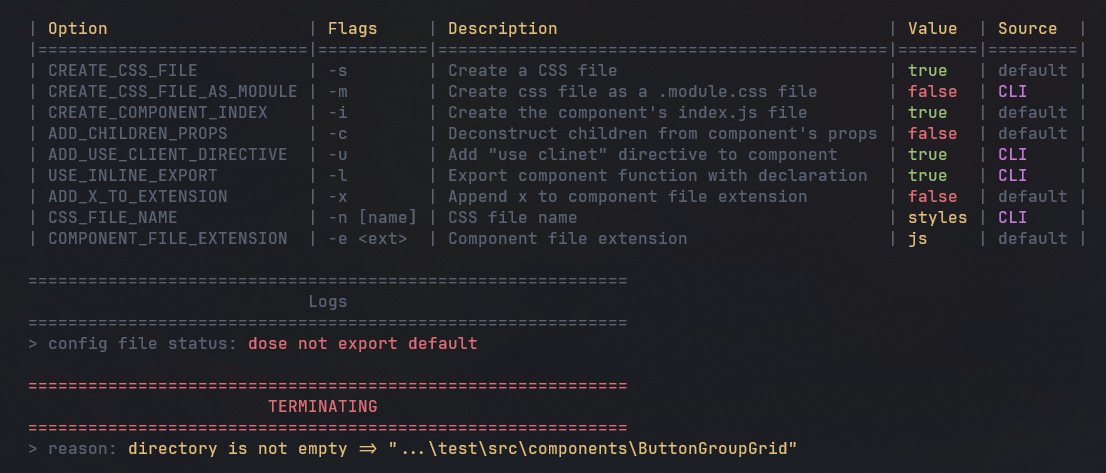 | Option                    | Flags     | Description                                 | Value  | Source  |
|===========================|===========|=============================================|========|=========|
| CREATE_CSS_FILE           | -s        | Create a CSS file                           | true   | default |
| CREATE_CSS_FILE_AS_MODULE | -m        | Create css file as a .module.css file       | false  | CLI     |
| CREATE_COMPONENT_INDEX    | -i        | Create the component's index.js file        | true   | default |
| ADD_CHILDREN_PROPS        | -c        | Deconstruct children from component's props | false  | default |
| ADD_USE_CLIENT_DIRECTIVE  | -u        | Add "use clinet" directive to component     | true   | CLI     |
| USE_INLINE_EXPORT         | -l        | Export component function with declaration  | true   | CLI     |
| ADD_X_TO_EXTENSION        | -x        | Append x to component file extension        | false  | default |
| CSS_FILE_NAME             | -n [name] | CSS file name                               | styles | CLI     |
| COMPONENT_FILE_EXTENSION  | -e <ext>  | Component file extension                    | js     | default |
============================================================
Logs
============================================================
> config file status: dose not export default
============================================================
TERMINATING
============================================================
> reason: directory is not empty => "...\test\src\components\ButtonGroupGrid"